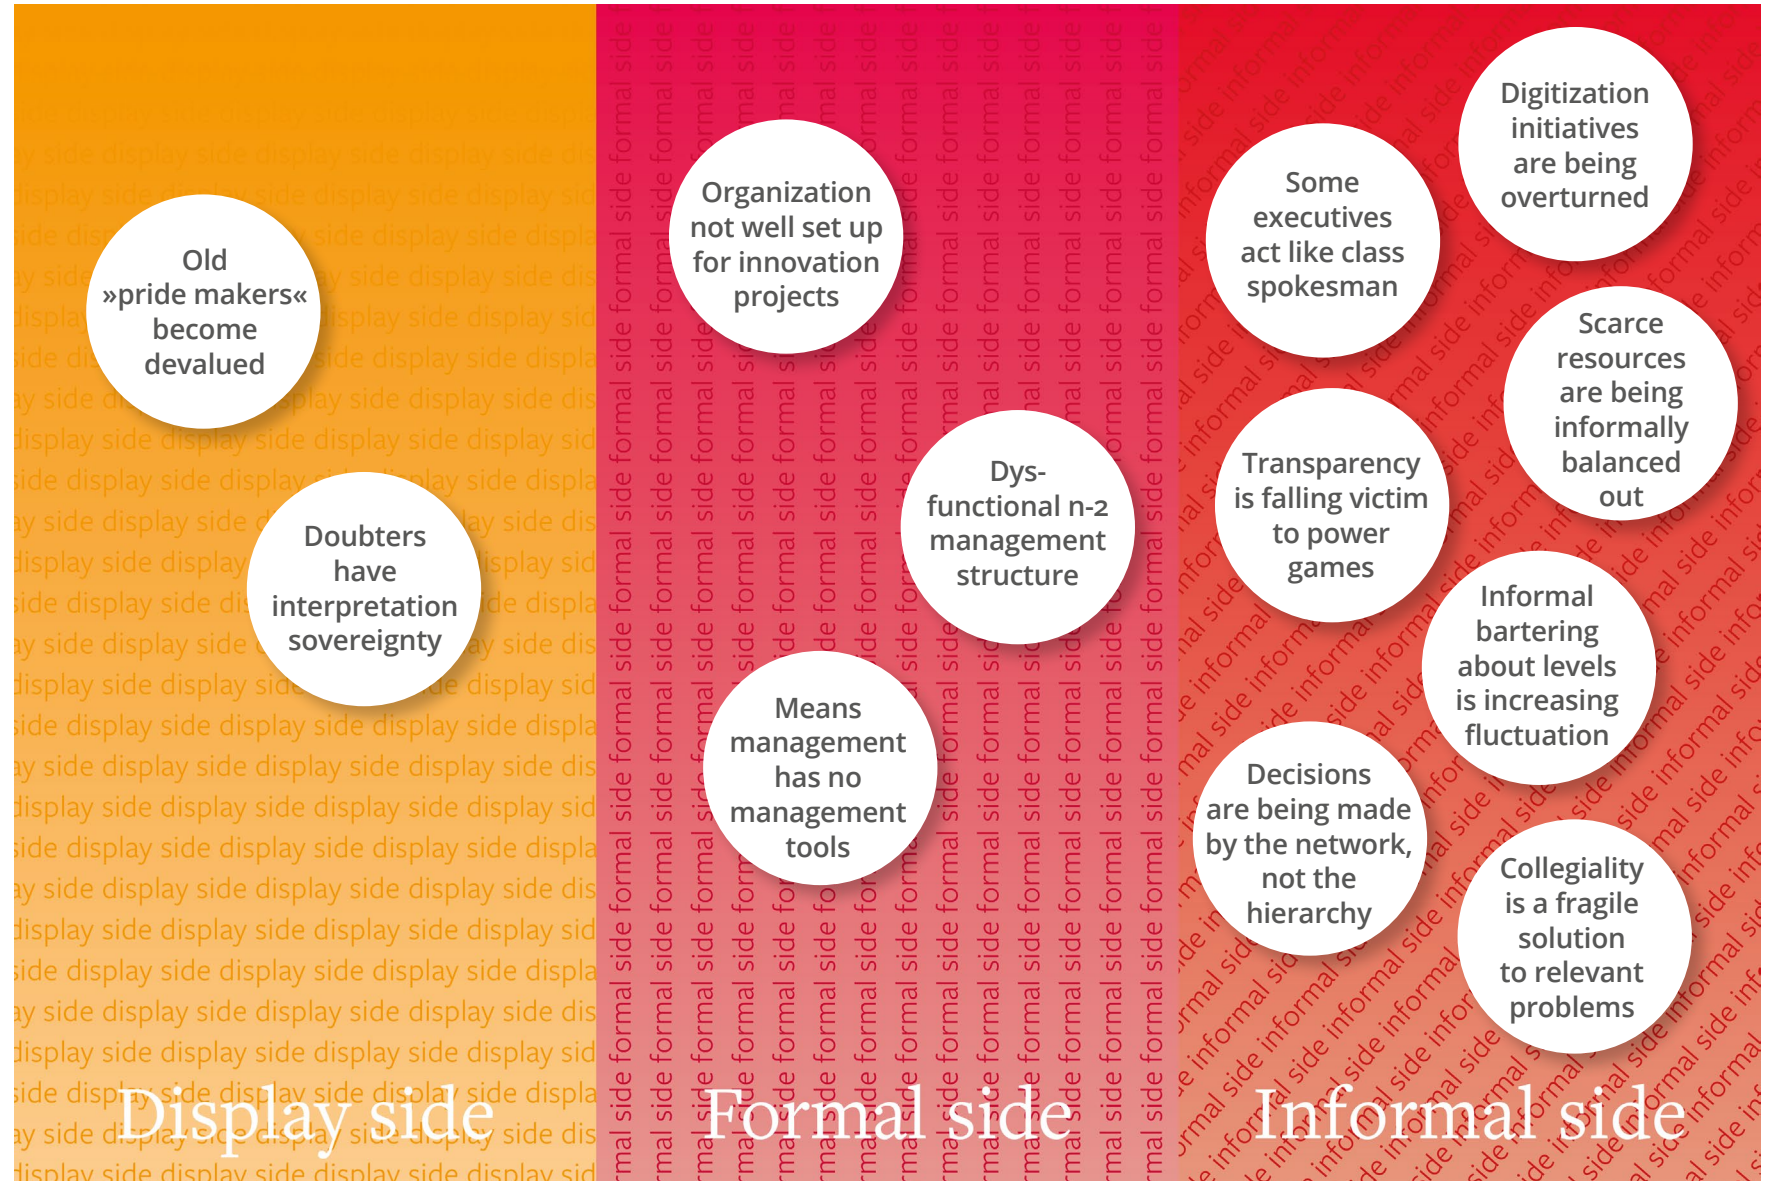 Old
»pride makers«
become
devalued
Doubters
have
interpretation
sovereignty
Display side
Organization
not well set up
for innovation
projects
Dys-
functional n-2
management
structure
Means
management
has no
management
tools
Formal side
Digitization
initiatives
are being
overturned
Some
executives
act like class
spokesman
Scarce
resources
are being
informally
balanced
out
Transparency
is falling victim
to power
games
Informal
bartering
about levels
is increasing
fluctuation
Decisions
are being made
by the network,
not the
hierarchy
Collegiality
is a fragile
solution
to relevant
problems
Informal side